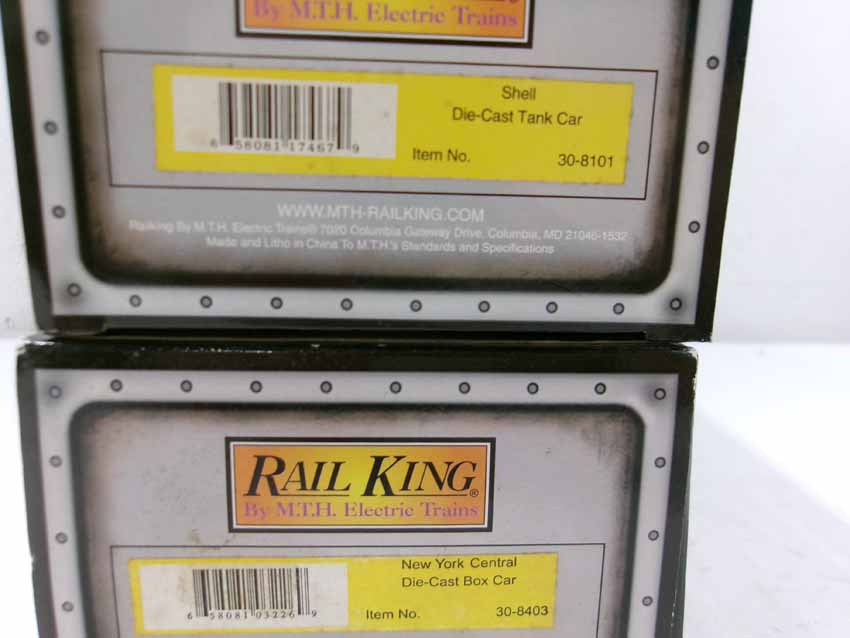 By M.T.H. Electric Trains
Shell
Die-Cast Tank Car
6 58081 17467 9
Item No. 30-8101
WWW.MTH-RAILKING.COM
Railking By M.T.H. Electric Trains® 7020 Columbia Gateway Drive, Columbia, MD 21046-1532
Made and Litho in China To M.T.H.'s Standards and Specifications
RAIL KING®
By M.T.H. Electric Trains
New York Central
Die-Cast Box Car
6 58081 03226 9
Item No. 30-8403